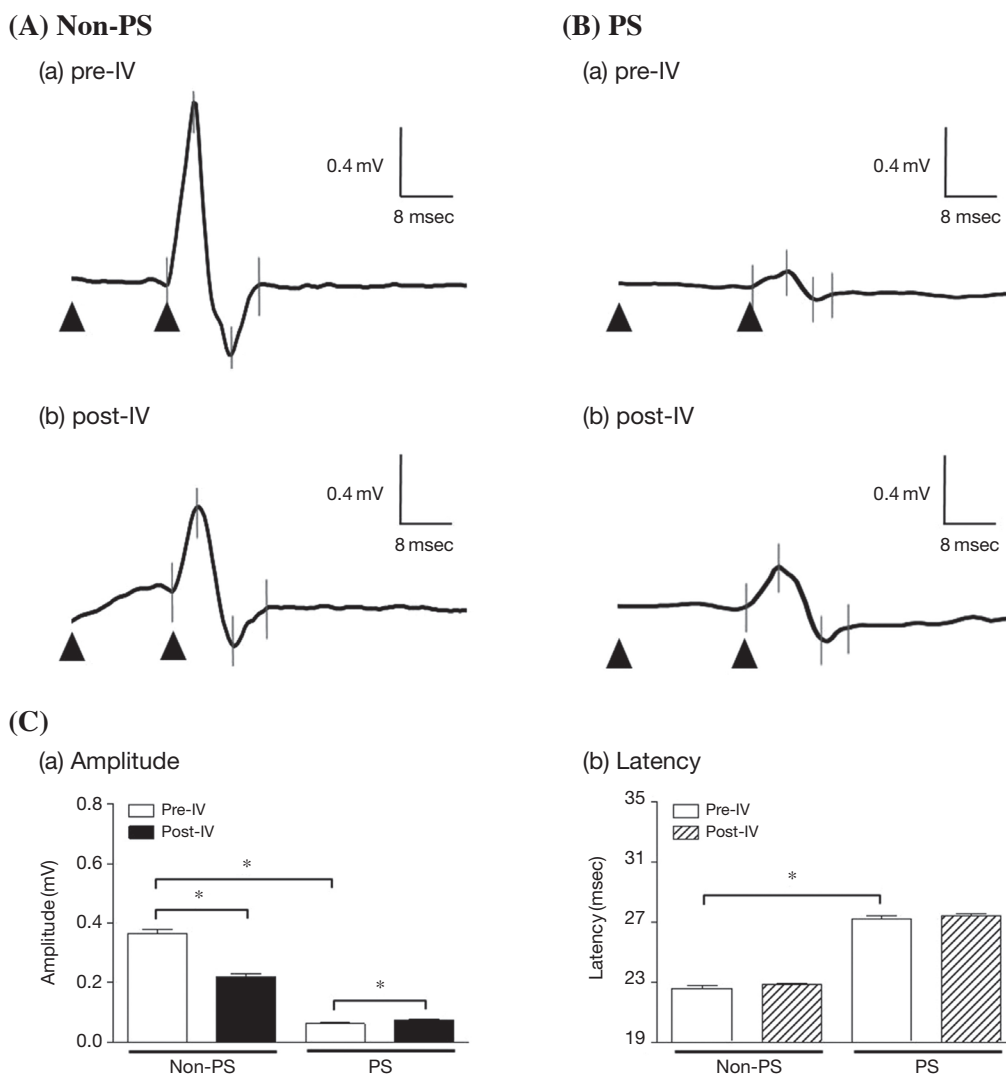 (A) Non-PS
(a) pre-IV
0.4 mV
8 msec
(b) post-IV
0.4 mV
8 msec
(B) PS
(a) pre-IV
0.4 mV
8 msec
(b) post-IV
0.4 mV
8 msec
(C)
(a) Amplitude
Amplitude (mV)
0.8
0.6
0.4
0.2
0.0
Pre-IV
Post-IV
*
*
*
Non-PS
PS
(b) Latency
Latency (msec)
35
31
27
23
19
Pre-IV
Post-IV
*
Non-PS
PS